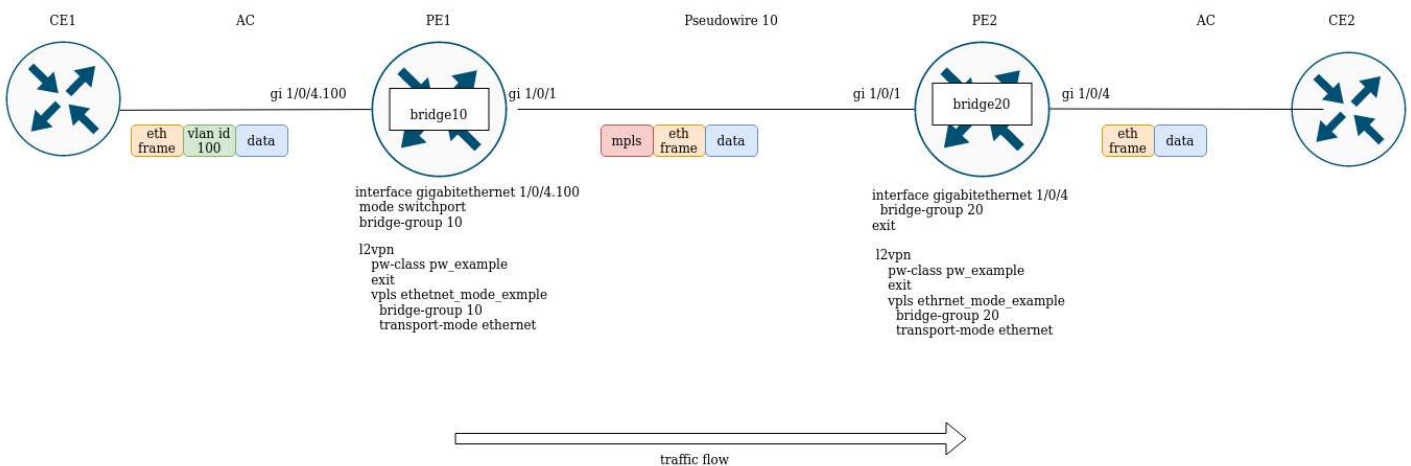 CE1
AC
PE1
Pseudowire 10
PE2
AC
CE2
gi 1/0/4.100
bridge10
gi 1/0/1
gi 1/0/1
bridge20
gi 1/0/4
eth
frame
vlan id
100
data
mpls
eth
frame
data
eth
frame
data
interface gigabitethernet 1/0/4.100
mode switchport
bridge-group 10
l2vpn
pw-class pw_example
exit
vpls ethetnet_mode_exmple
bridge-group 10
transport-mode ethernet
interface gigabitethernet 1/0/4
bridge-group 20
exit
l2vpn
pw-class pw_example
exit
vpls ethrnet_mode_example
bridge-group 20
transport-mode ethernet
traffic flow